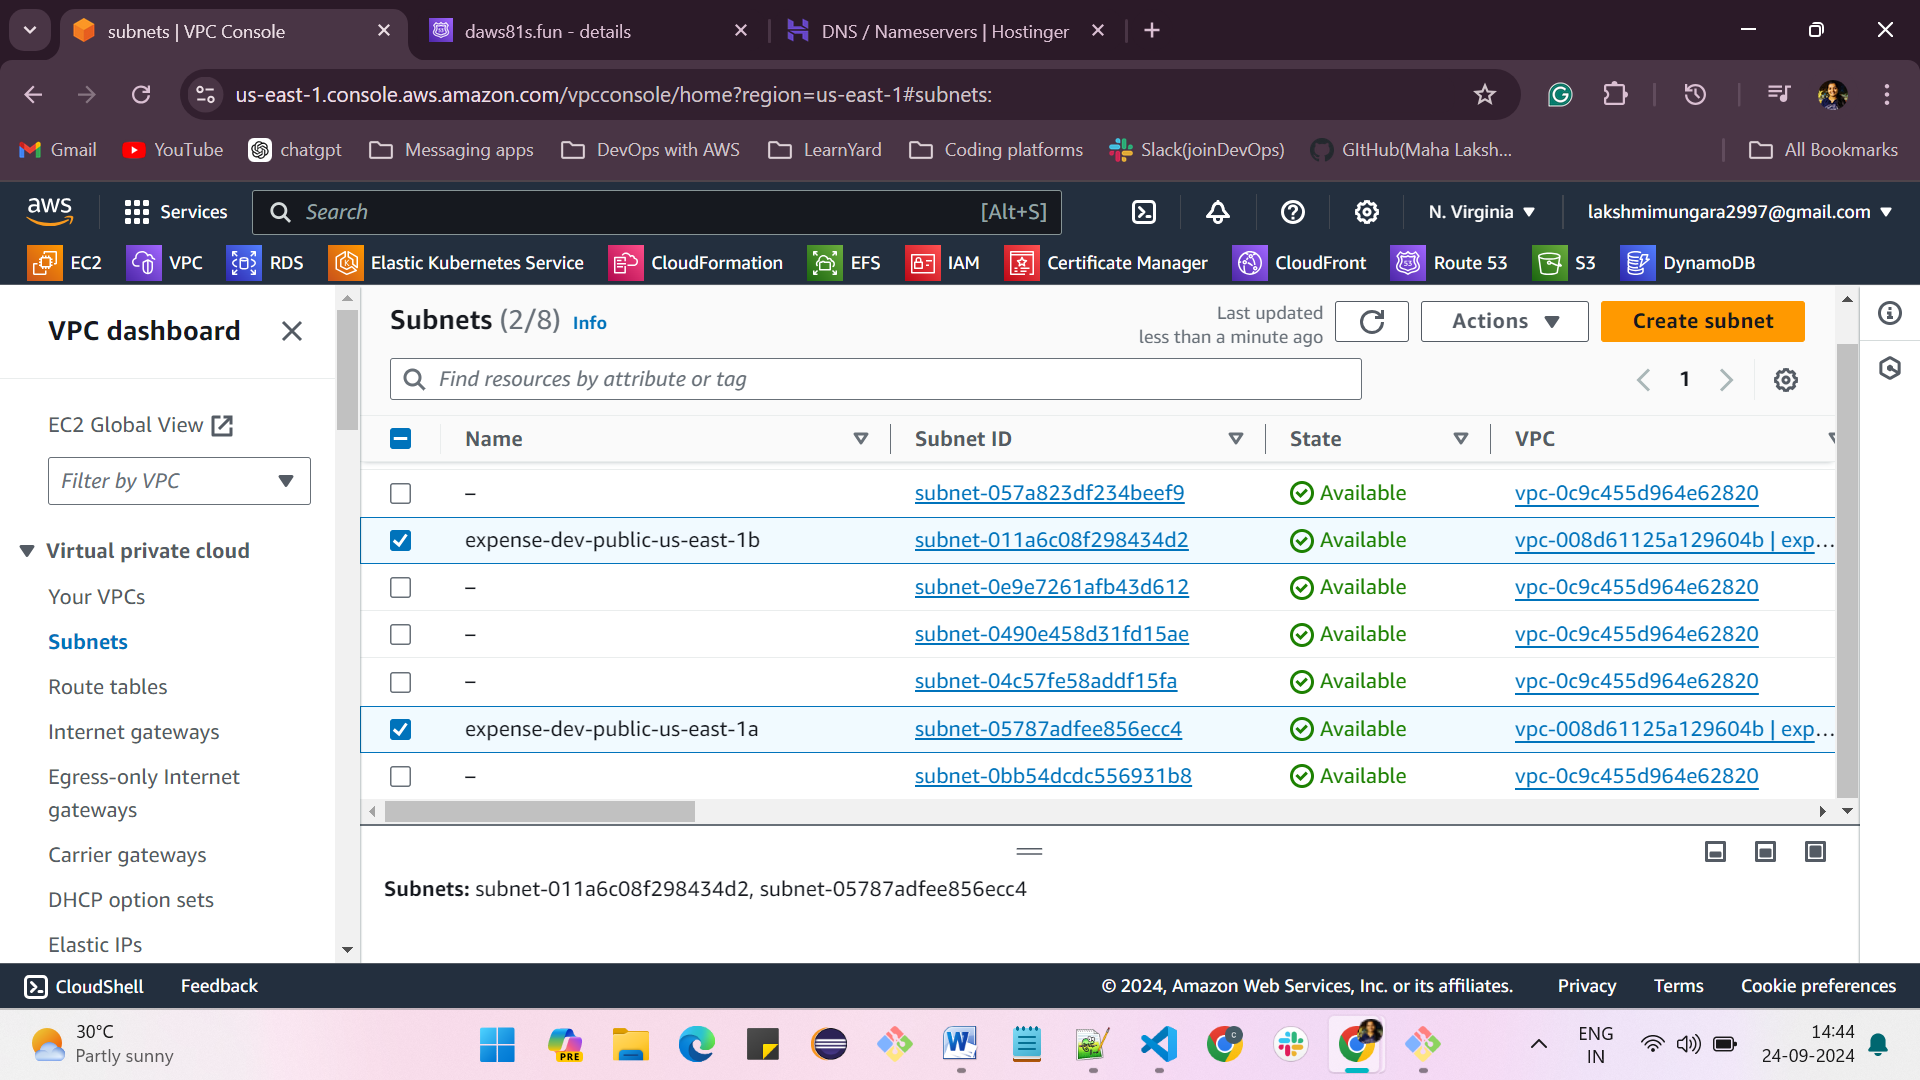 subnets | VPC Console
daws81s.fun - details
DNS / Nameservers | Hostinger
us-east-1.console.aws.amazon.com/vpcconsole/home?region=us-east-1#subnets:
Gmail
YouTube
chatgpt
Messaging apps
DevOps with AWS
LearnYard
Coding platforms
Slack(joinDevOps)
GItHub(Maha Laksh...
All Bookmarks
aws
Services
Search
[Alt+S]
N. Virginia
lakshmimungara2997@gmail.com
EC2
VPC
RDS
Elastic Kubernetes Service
CloudFormation
EFS
IAM
Certificate Manager
CloudFront
Route 53
S3
DynamoDB
VPC dashboard
EC2 Global View
Filter by VPC
Virtual private cloud
Your VPCs
Subnets
Route tables
Internet gateways
Egress-only Internet
gateways
Carrier gateways
DHCP option sets
Elastic IPs
Subnets (2/8) Info
Last updated
less than a minute ago
Actions
Create subnet
Find resources by attribute or tag
1
Name Subnet ID State VPC
– subnet-057a823df234beef9 Available vpc-0c9c455d964e62820
expense-dev-public-us-east-1b subnet-011a6c08f298434d2 Available vpc-008d61125a129604b | exp...
– subnet-0e9e7261afb43d612 Available vpc-0c9c455d964e62820
– subnet-0490e458d31fd15ae Available vpc-0c9c455d964e62820
– subnet-04c57fe58addf15fa Available vpc-0c9c455d964e62820
expense-dev-public-us-east-1a subnet-05787adfee856ecc4 Available vpc-008d61125a129604b | exp...
– subnet-0bb54dcdc556931b8 Available vpc-0c9c455d964e62820
Subnets: subnet-011a6c08f298434d2, subnet-05787adfee856ecc4
CloudShell
Feedback
© 2024, Amazon Web Services, Inc. or its affiliates.
Privacy
Terms
Cookie preferences
30°C
Partly sunny
PRE
ENG
IN
14:44
24-09-2024